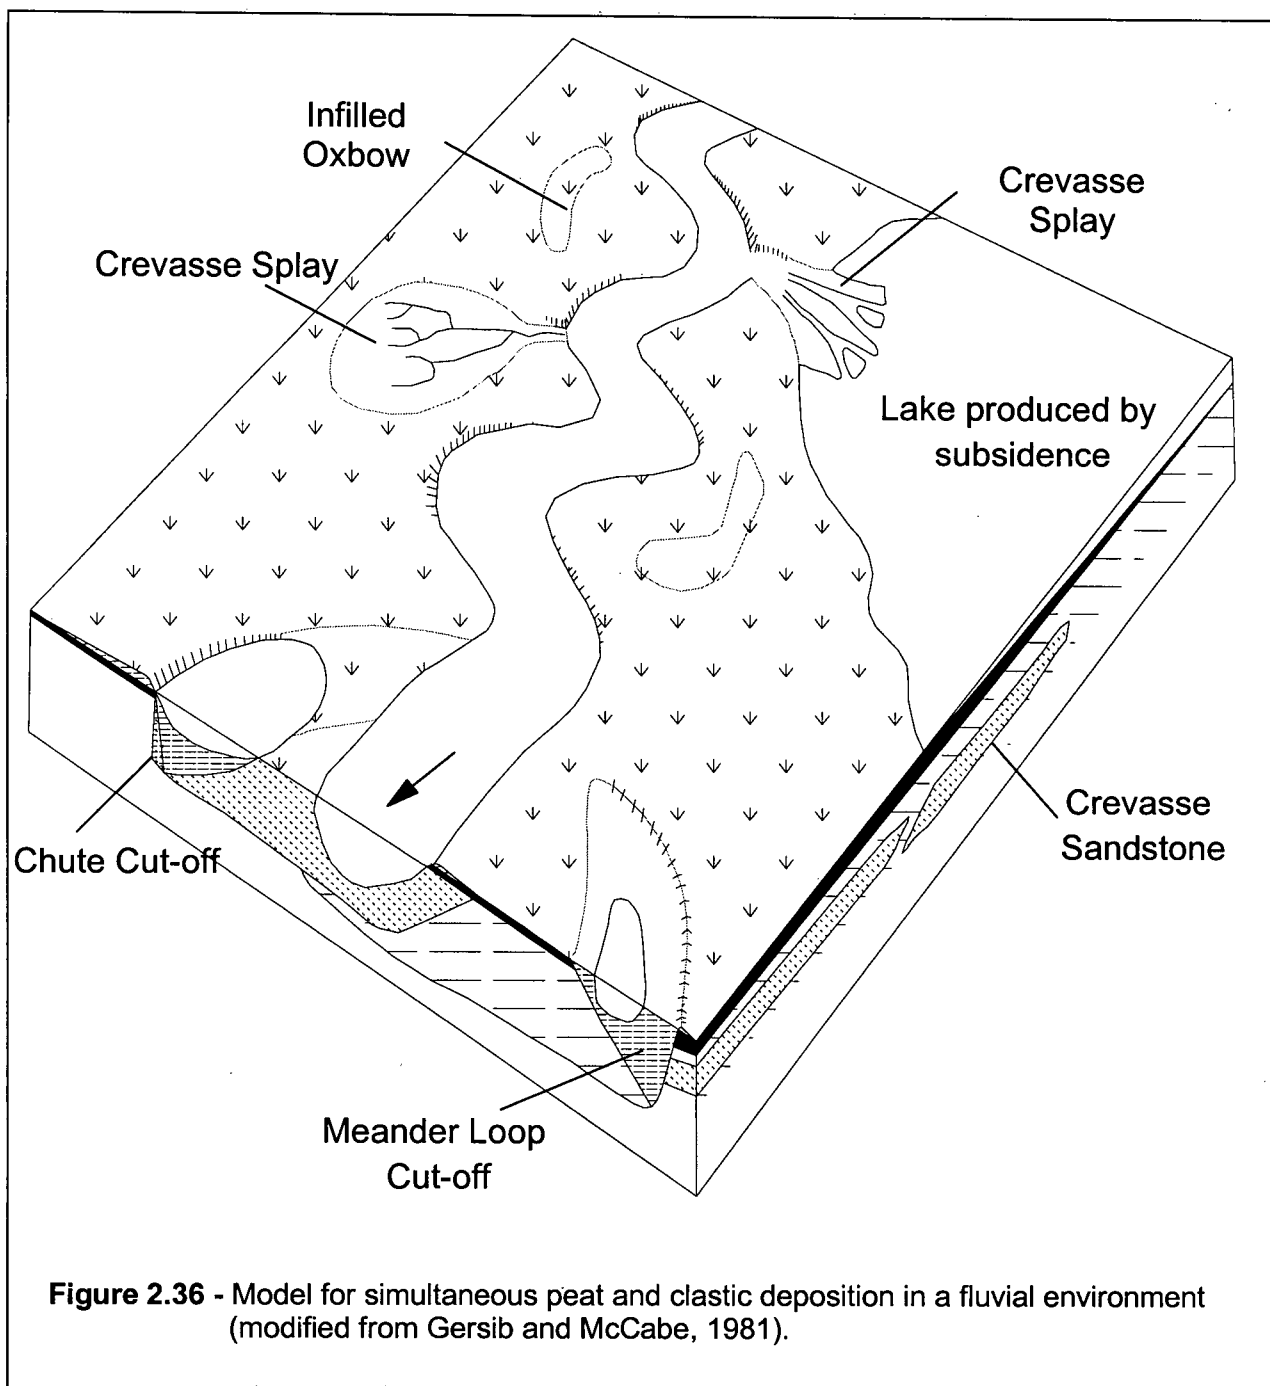 Infilled
Oxbow
Crevasse
Splay
Crevasse Splay
Lake produced by
subsidence
Crevasse
Sandstone
Chute Cut-off
Meander Loop
Cut-off
Figure 2.36 - Model for simultaneous peat and clastic deposition in a fluvial environment
(modified from Gersib and McCabe, 1981).